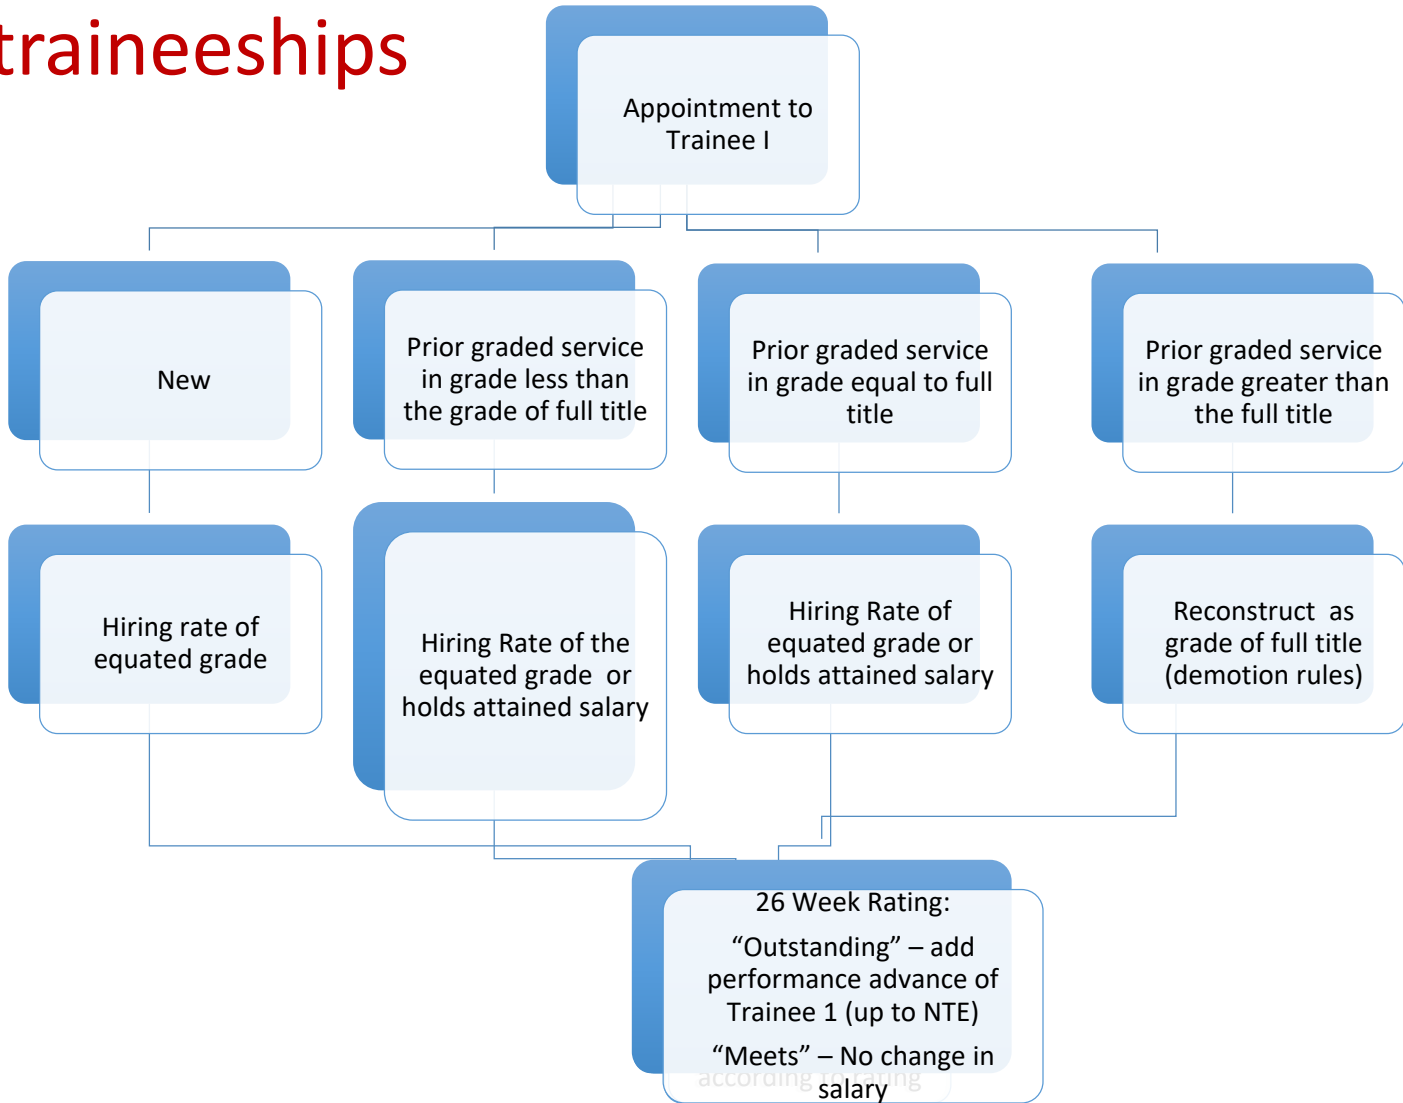 traineeships
Appointment to
Trainee I
New
Prior graded service
in grade less than
the grade of full title
Prior graded service
in grade equal to full
title
Prior graded service
in grade greater than
the full title
Hiring rate of
equated grade
Hiring Rate of the
equated grade or
holds attained salary
Hiring Rate of
equated grade or
holds attained salary
Reconstruct as
grade of full title
(demotion rules)
26 Week Rating:
“Outstanding” – add
performance advance of
Trainee 1 (up to NTE)
“Meets” – No change in
salary
according to rating